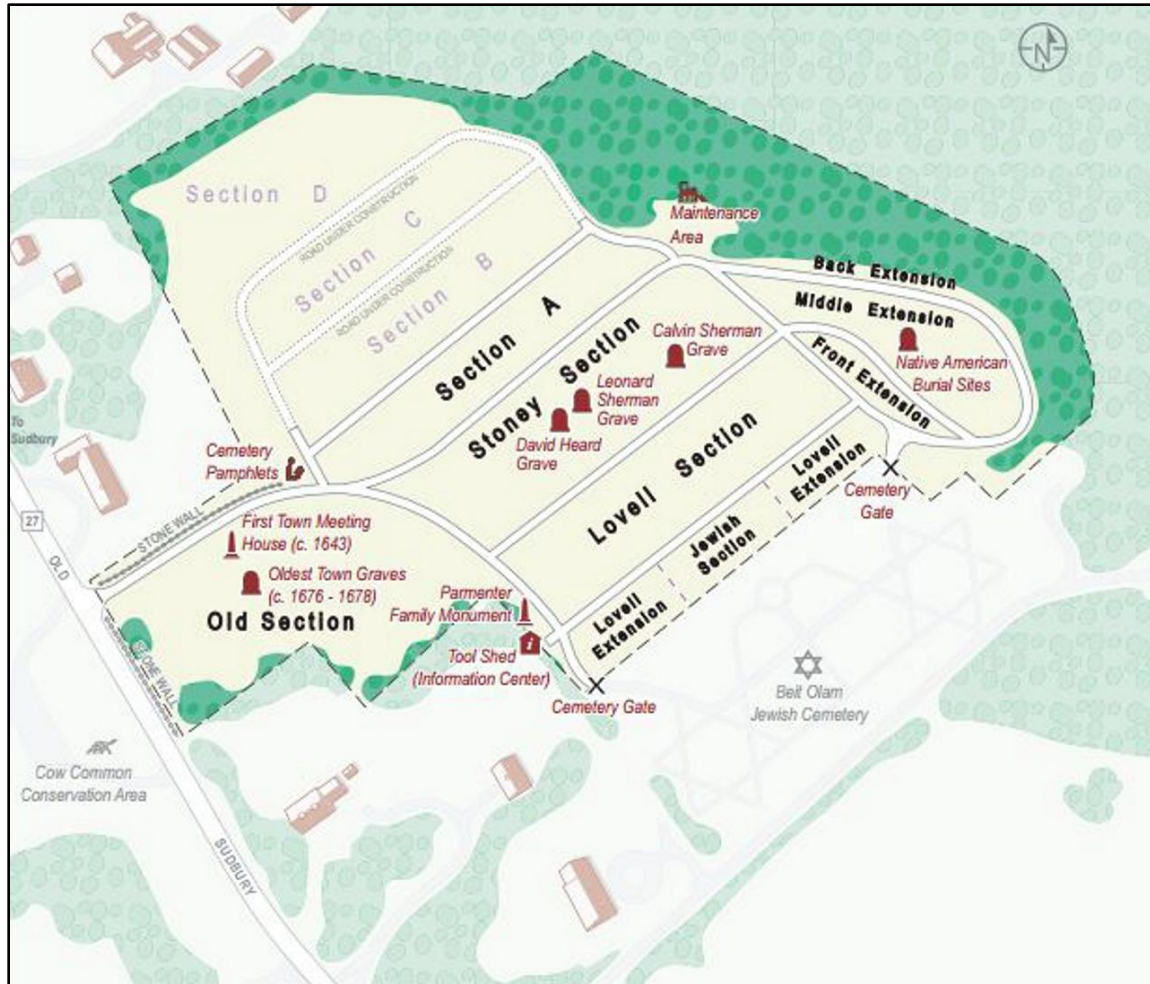 N
Section D
ROAD UNDER CONSTRUCTION
Section C
ROAD UNDER CONSTRUCTION
Section B
Section A
Maintenance
Area
Back Extension
Middle Extension
Native American
Burial Sites
Front Extension
Stoney Section
Calvin Sherman
Grave
Leonard
Sherman
Grave
David Heard
Grave
To
Sudbury
27
Cemetery
Pamphlets
STONE WALL
First Town Meeting
House (c. 1643)
Oldest Town Graves
(c. 1676 - 1678)
Old Section
STONE WALL
Lovell Section
Lovell
Extension
Cemetery
Gate
Jewish
Section
Lovell
Extension
Parmenter
Family Monument
i
Tool Shed
(Information Center)
Cemetery Gate
Beit Olam
Jewish Cemetery
Cow Common
Conservation Area
OLD SUDBURY